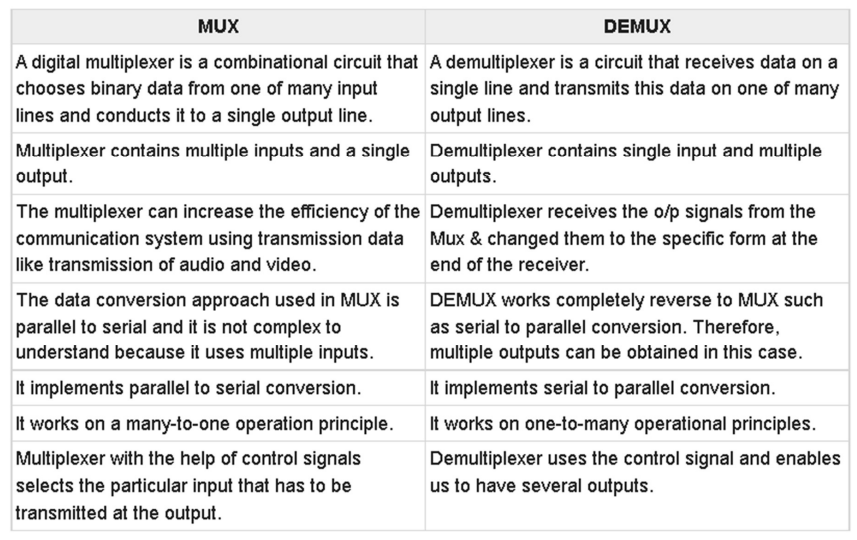 MUX
DEMUX
A digital multiplexer is a combinational circuit that
chooses binary data from one of many input
lines and conducts it to a single output line.
A demultiplexer is a circuit that receives data on a
single line and transmits this data on one of many
output lines.
Multiplexer contains multiple inputs and a single
output.
Demultiplexer contains single input and multiple
outputs.
The multiplexer can increase the efficiency of the
communication system using transmission data
like transmission of audio and video.
Demultiplexer receives the o/p signals from the
Mux & changed them to the specific form at the
end of the receiver.
The data conversion approach used in MUX is
parallel to serial and it is not complex to
understand because it uses multiple inputs.
DEMUX works completely reverse to MUX such
as serial to parallel conversion. Therefore,
multiple outputs can be obtained in this case.
It implements parallel to serial conversion.
It implements serial to parallel conversion.
It works on a many-to-one operation principle.
It works on one-to-many operational principles.
Multiplexer with the help of control signals
selects the particular input that has to be
transmitted at the output.
Demultiplexer uses the control signal and enables
us to have several outputs.